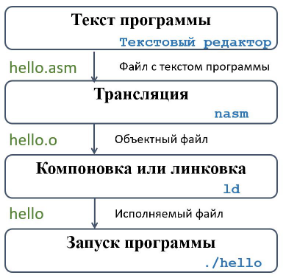 Текст программы
Текстовый редактор
hello.asm Файл с текстом программы
Трансляция
nasm
hello.o Объектный файл
Компоновка или линковка
ld
hello Исполняемый файл
Запуск программы
./hello